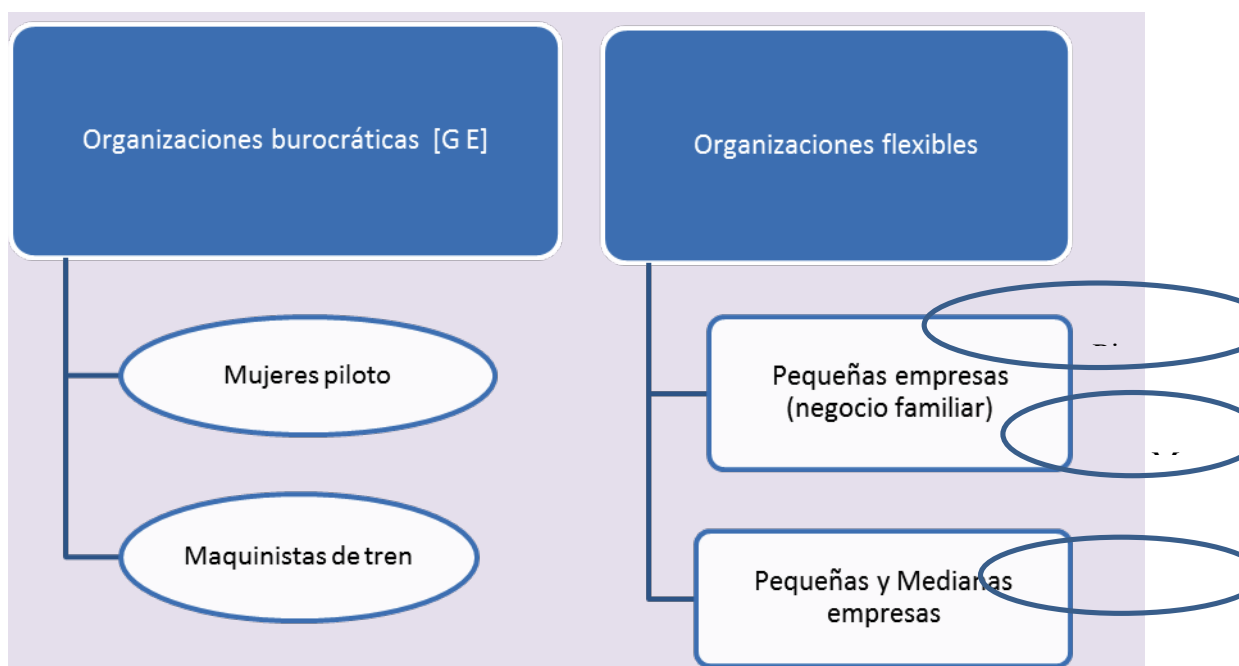 Organizaciones burocráticas [G E]
Organizaciones flexibles
Mujeres piloto
Maquinistas de tren
Pequeñas empresas
(negocio familiar)
Pequeñas y Medianas
empresas